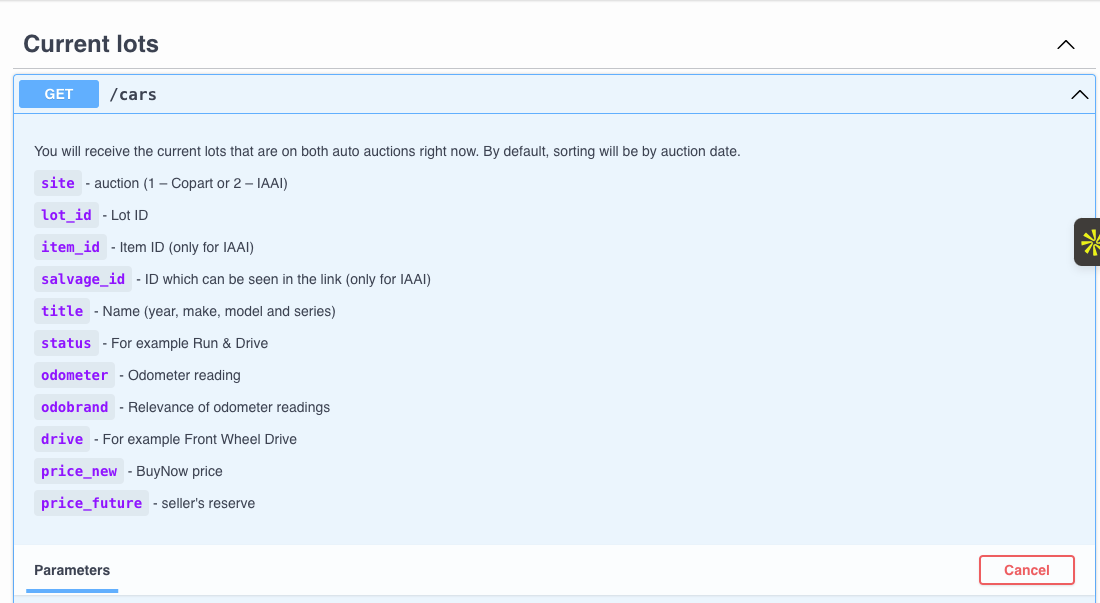 Current lots
GET /cars
You will receive the current lots that are on both auto auctions right now. By default, sorting will be by auction date.
site - auction (1 – Copart or 2 – IAAI)
lot_id - Lot ID
item_id - Item ID (only for IAAI)
salvage_id - ID which can be seen in the link (only for IAAI)
title - Name (year, make, model and series)
status - For example Run & Drive
odometer - Odometer reading
odobrand - Relevance of odometer readings
drive - For example Front Wheel Drive
price_new - BuyNow price
price_future - seller's reserve
Parameters
Cancel